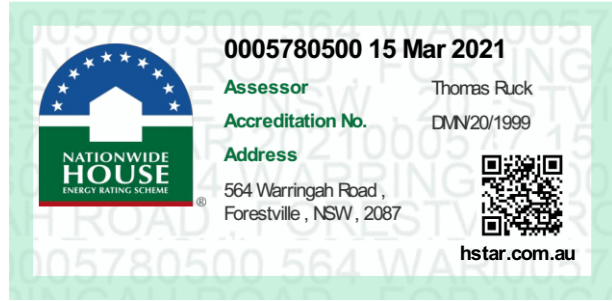 0005780500 15 Mar 2021
Assessor Thomas Ruck
Accreditation No. DMN/20/1999
Address
564 Warringah Road ,
Forestville , NSW , 2087
NATIONWIDE
HOUSE
ENERGY RATING SCHEME
®
hstar.com.au